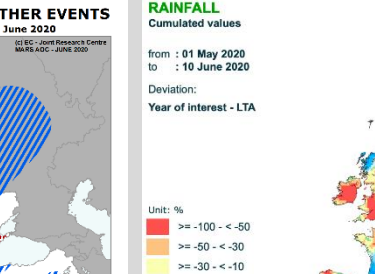 THER EVENTS
June 2020
(c) EC - Joint Research Centre
MARS AOC - JUNE 2020
RAINFALL
Cumulated values
from : 01 May 2020
to : 10 June 2020
Deviation:
Year of interest - LTA
Unit: %
>= -100 - < -50
>= -50 - < -30
>= -30 - < -10